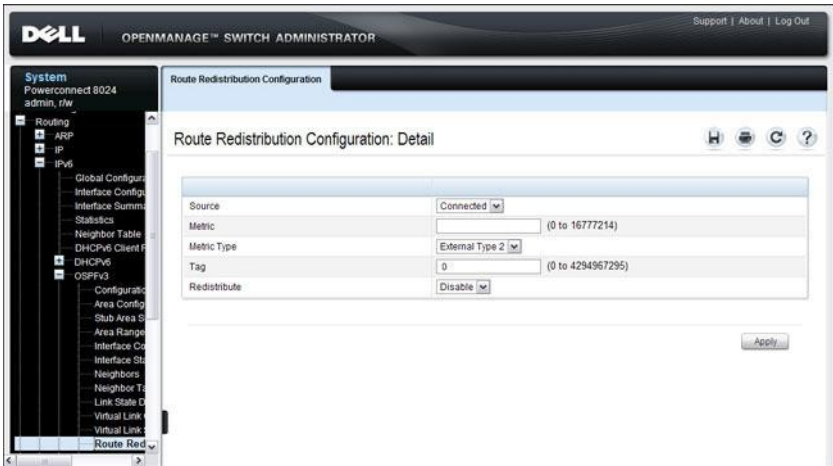 Support | About | Log Out
DELL OPENMANAGE™ SWITCH ADMINISTRATOR
System
Powerconnect 8024
admin, r/w
Routing
ARP
IP
IPv6
Global Configura
Interface Configu
Interface Summa
Statistics
Neighbor Table
DHCPv6 Client
DHCPv6
OSPFv3
Configuratio
Area Config
Stub Area S
Area Range
Interface Co
Interface Sta
Neighbors
Neighbor Ta
Link State D
Virtual Link
Virtual Link
Route Red
Route Redistribution Configuration
Route Redistribution Configuration: Detail
Source Connected
Metric (0 to 16777214)
Metric Type External Type 2
Tag 0 (0 to 4294967295)
Redistribute Disable
Apply